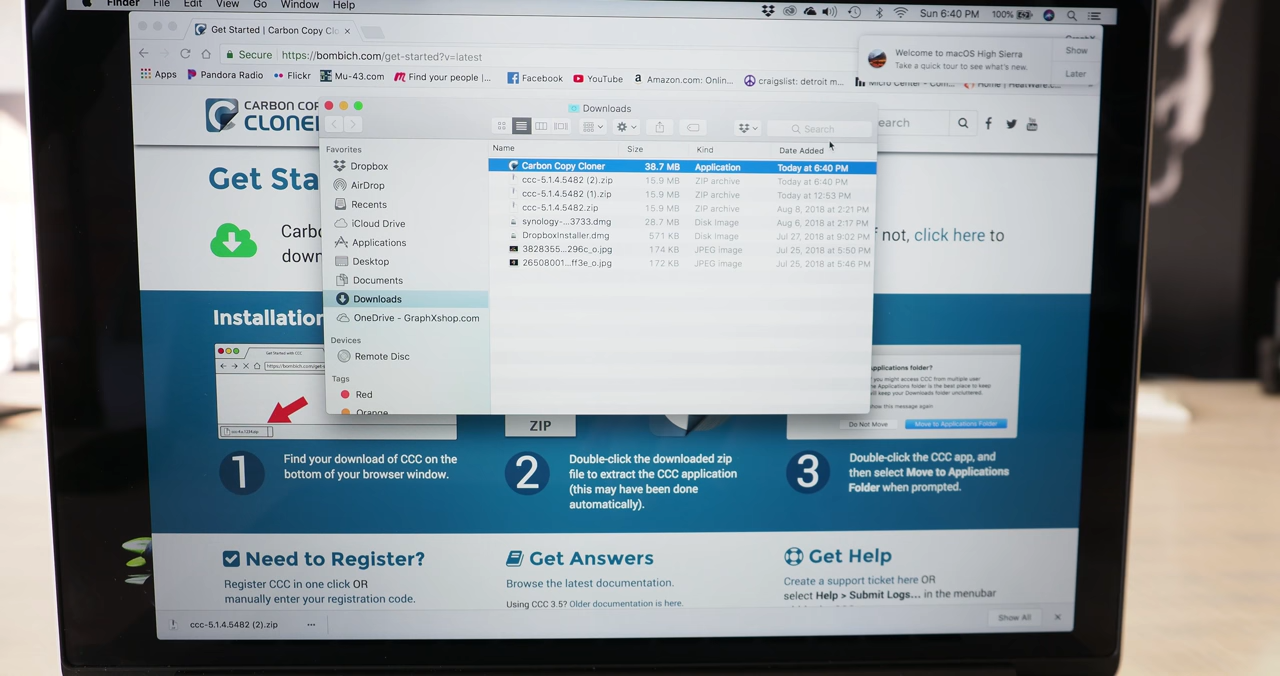 Finder File Edit View Go Window Help
Sun 6:40 PM 100%
Get Started | Carbon Copy Clo
Secure https://bombich.com/get-started?v=latest
Apps Pandora Radio Flickr Mu-43.com Find your people |... Facebook YouTube Amazon.com: Onlin... craigslist: detroit m...
Welcome to macOS High Sierra
Take a quick tour to see what's new.
Show
Later
CARBON COP
CLONE
earch
Get Sta
Carb
down
f not, click here to
Downloads
Search
Favorites
Dropbox
AirDrop
Recents
iCloud Drive
Applications
Desktop
Documents
Downloads
OneDrive - GraphXshop.com
Devices
Remote Disc
Tags
Red
Orange
Name Size Kind Date Added
Carbon Copy Cloner 38.7 MB Application Today at 6:40 PM
ccc-5.1.4.5482 (2).zip 15.9 MB ZIP archive Today at 6:40 PM
ccc-5.1.4.5482 (1).zip 15.9 MB ZIP archive Today at 12:53 PM
ccc-5.1.4.5482.zip 15.9 MB ZIP archive Aug 8, 2018 at 2:21 PM
synology-...3733.dmg 28.7 MB Disk Image Aug 6, 2018 at 2:17 PM
DropboxInstaller.dmg 571 KB Disk Image Jul 27, 2018 at 9:02 PM
3828355...296c_o.jpg 174 KB JPEG image Jul 25, 2018 at 5:50 PM
26508001...ff3e_o.jpg 172 KB JPEG image Jul 25, 2018 at 5:46 PM
Installation
Get Started with CCC
ZIP
pplications folder?
Do Not Move
Move to Applications Folder
1
Find your download of CCC on the
bottom of your browser window.
2
Double-click the downloaded zip
file to extract the CCC application
(this may have been done
automatically).
3
Double-click the CCC app, and
then select Move to Applications
Folder when prompted.
Need to Register?
Register CCC in one click OR
manually enter your registration code.
Get Answers
Browse the latest documentation.
Using CCC 3.5? Older documentation is here.
Get Help
Create a support ticket here OR
select Help > Submit Logs... in the menubar
ccc-5.1.4.5482 (2).zip
Show All